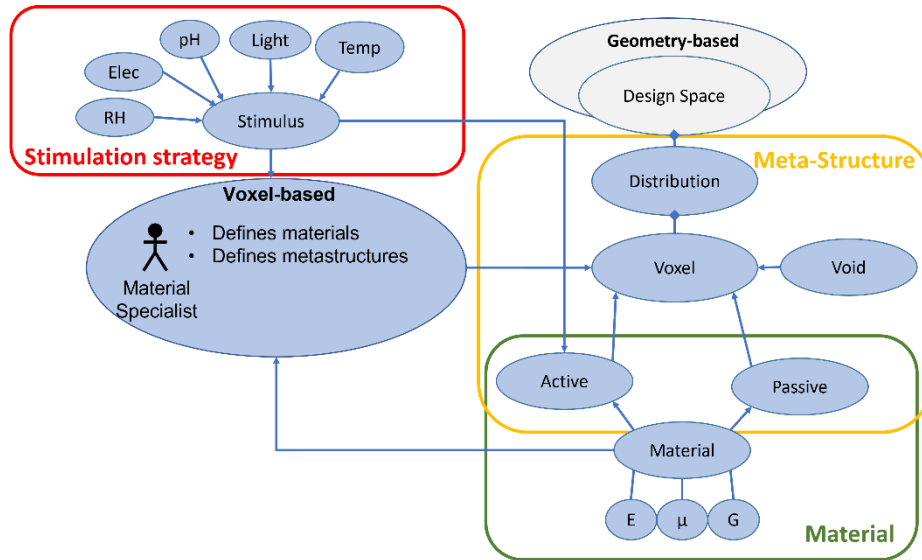 pH
Light
Temp
Elec
RH
Stimulus
Stimulation strategy
Geometry-based
Design Space
Meta-Structure
Distribution
Voxel-based
• Defines materials
• Defines metastructures
Material
Specialist
Voxel
Void
Active
Passive
Material
E
μ
G
Material